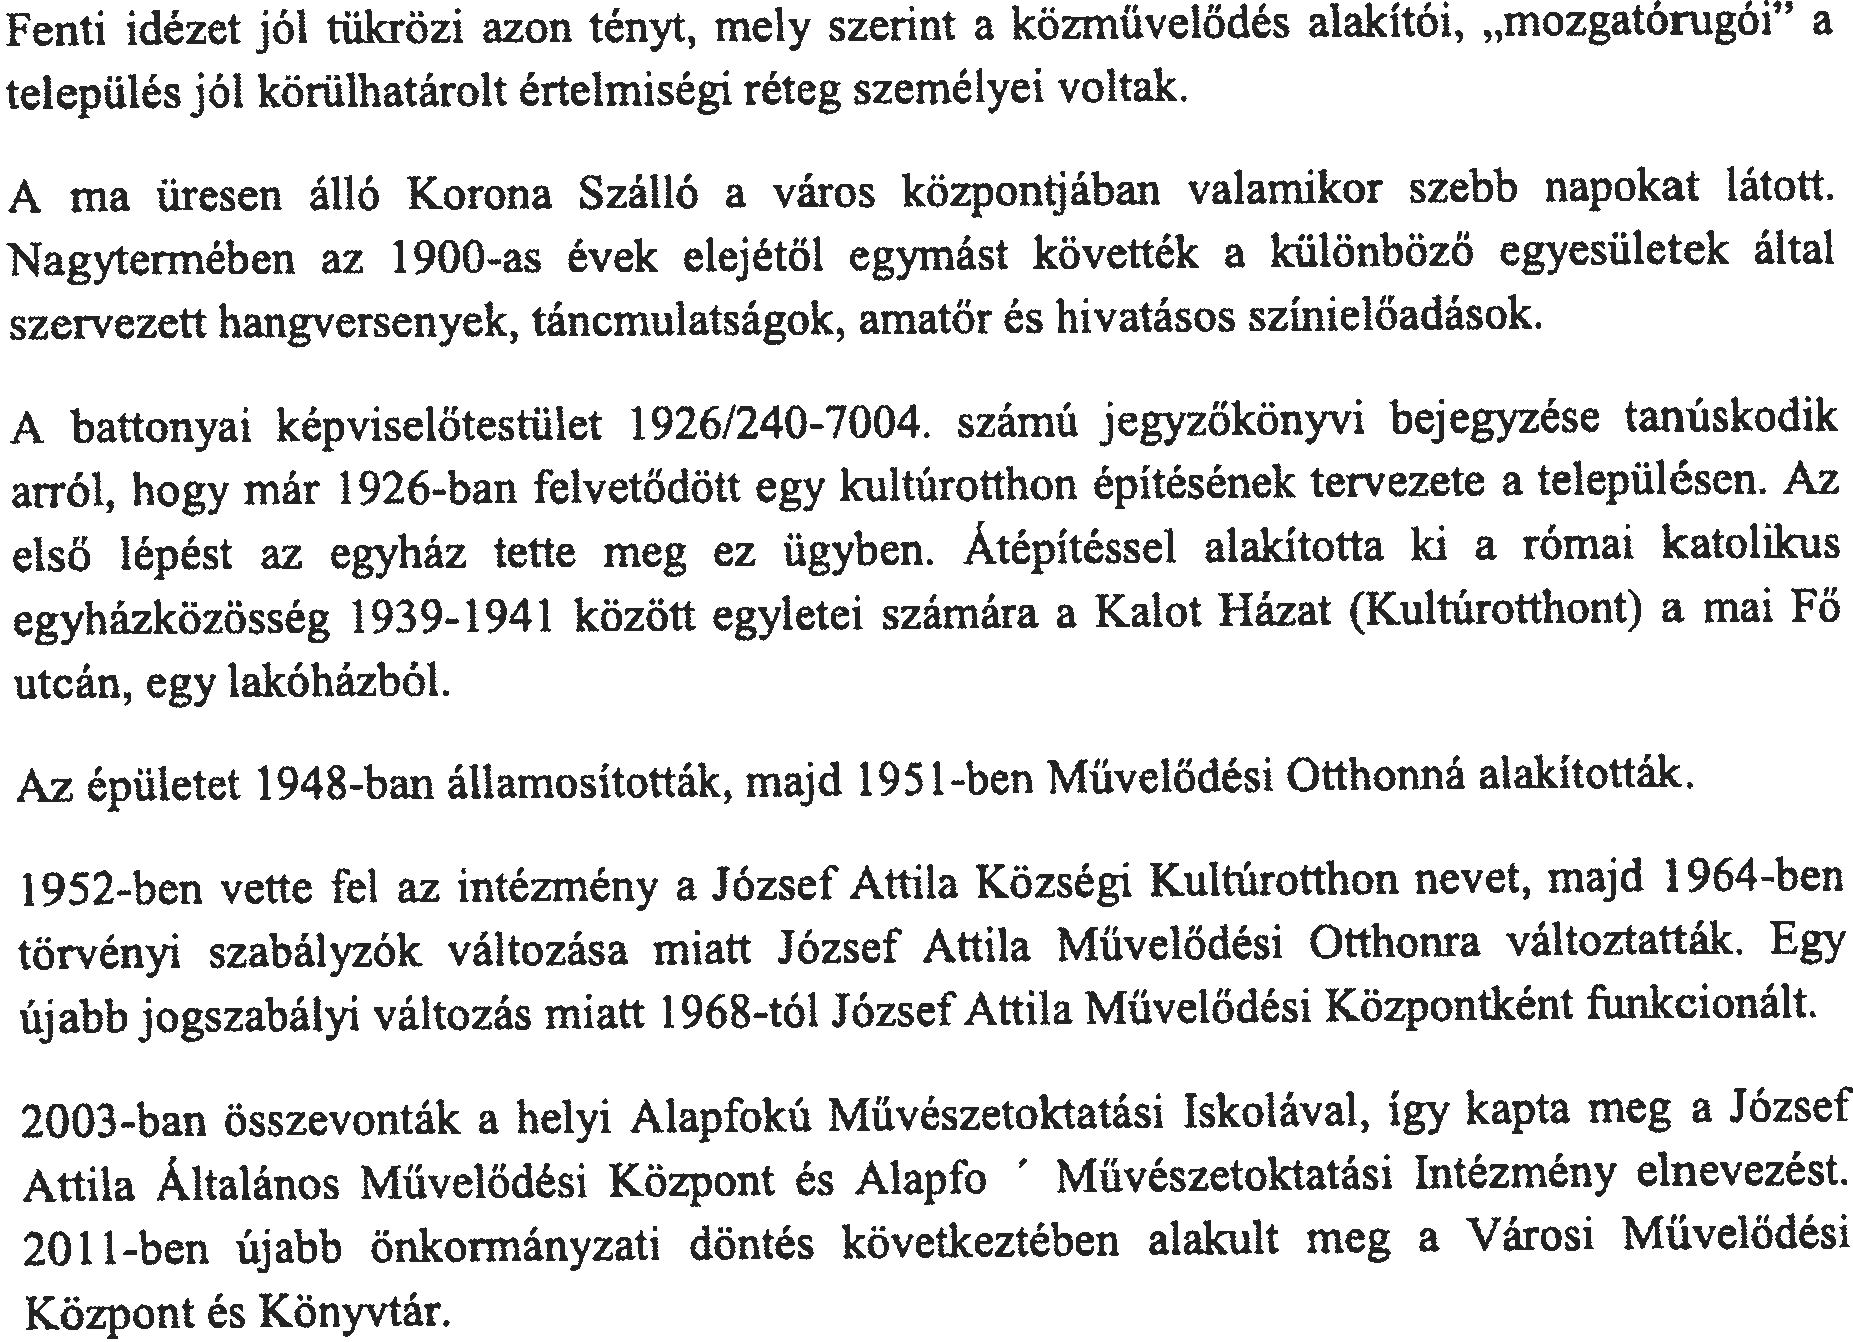 Fenti idézet jól tükrözi azon tényt, mely szerint a közművelődés alakítói, „mozgatórugói” a
település jól körülhatárolt értelmiségi réteg személyei voltak.
A ma üresen álló Korona Szálló a város központjában valamikor szebb napokat látott.
Nagytermében az 1900-as évek elejétől egymást követték a különböző egyesületek által
szervezett hangversenyek, táncmulatságok, amatőr és hivatásos színielőadások.
A battonyai képviselőtestület 1926/240-7004. számú jegyzőkönyvi bejegyzése tanúskodik
arról, hogy már 1926-ban felvetődött egy kultúrotthon építésének tervezete a településen. Az
első lépést az egyház tette meg ez ügyben. Átépítéssel alakította ki a római katolikus
egyházközösség 1939-1941 között egyletei számára a Kalot Házat (Kultúrotthont) a mai Fő
utcán, egy lakóházból.
Az épületet 1948-ban államosították, majd 1951-ben Művelődési Otthonná alakították.
1952-ben vette fel az intézmény a József Attila Községi Kultúrotthon nevet, majd 1964-ben
törvényi szabályzók változása miatt József Attila Művelődési Otthonra változtatták. Egy
újabb jogszabályi változás miatt 1968-tól József Attila Művelődési Központként funkcionált.
2003-ban összevonták a helyi Alapfokú Művészetoktatási Iskolával, így kapta meg a József
Attila Általános Művelődési Központ és Alapfo ´ Művészetoktatási Intézmény elnevezést.
2011-ben újabb önkormányzati döntés következtében alakult meg a Városi Művelődési
Központ és Könyvtár.